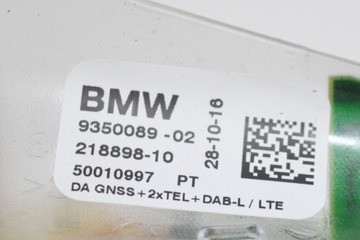 BMW
9350089-02
218898-10
50010997 PT
DA GNSS+2xTEL+DAB-L / LTE
28-10-16